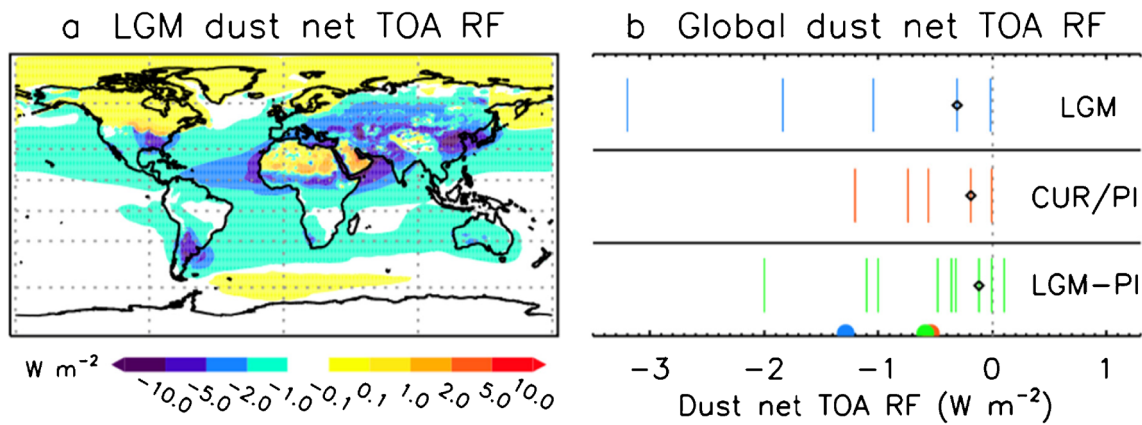 a LGM dust net TOA RF
W m⁻²
-10.0 -5.0 -2.0 -1.0 -0.1 0.1 1.0 2.0 5.0 10.0
b Global dust net TOA RF
LGM
CUR/PI
LGM-PI
-3 -2 -1 0 1
Dust net TOA RF (W m⁻²)